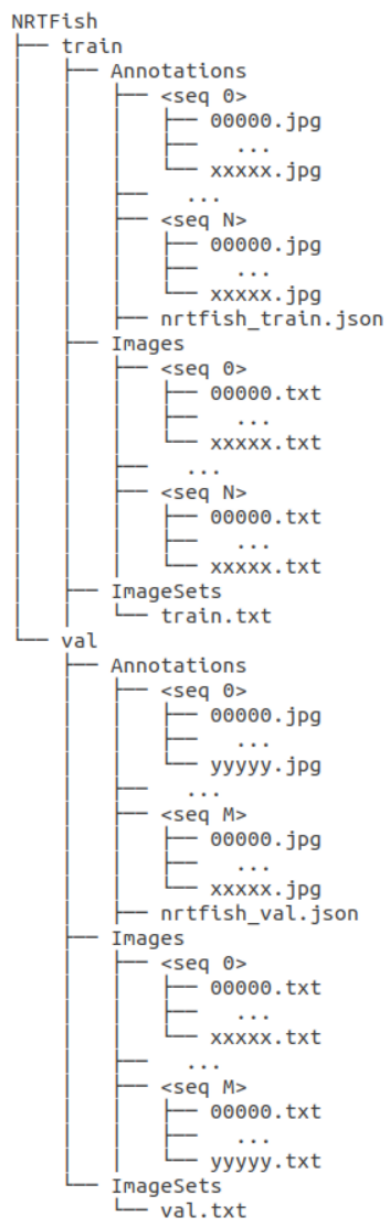 NRTFish
├── train
│   ├── Annotations
│   │   ├── <seq 0>
│   │   │   ├── 00000.jpg
│   │   │   ├── ...
│   │   │   └── xxxxx.jpg
│   │   ├── ...
│   │   ├── <seq N>
│   │   │   ├── 00000.jpg
│   │   │   ├── ...
│   │   │   └── xxxxx.jpg
│   │   ├── nrtfish_train.json
│   ├── Images
│   │   ├── <seq 0>
│   │   │   ├── 00000.txt
│   │   │   ├── ...
│   │   │   └── xxxxx.txt
│   │   ├── ...
│   │   ├── <seq N>
│   │   │   ├── 00000.txt
│   │   │   ├── ...
│   │   │   └── xxxxx.txt
│   ├── ImageSets
│   │   └── train.txt
└── val
    ├── Annotations
    │   ├── <seq 0>
    │   │   ├── 00000.jpg
    │   │   ├── ...
    │   │   └── yyyyy.jpg
    │   ├── ...
    │   ├── <seq M>
    │   │   ├── 00000.jpg
    │   │   ├── ...
    │   │   └── xxxxx.jpg
    │   ├── nrtfish_val.json
    ├── Images
    │   ├── <seq 0>
    │   │   ├── 00000.txt
    │   │   ├── ...
    │   │   └── xxxxx.txt
    │   ├── ...
    │   ├── <seq M>
    │   │   ├── 00000.txt
    │   │   ├── ...
    │   │   └── yyyyy.txt
    └── ImageSets
        └── val.txt